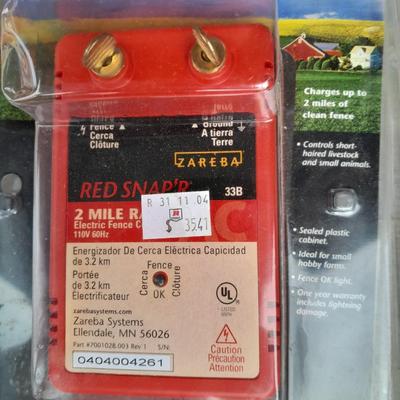 Fence
Cerca
Clôture
Ground
A tierra
Terre
ZAREBA
RED SNAP'R
33B
R 31 11 04
35.41
2 MILE RA
C
Electric Fence C
110V 60Hz
Energizador De Cerca Eléctrica Capicidad
de 3.2 km
Portée
de 3.2 km
Électrificateur
Cerca
Fence
OK
Clôture
UL
LISTED
zarebasystems.com
Zareba Systems
Ellendale, MN 56026
Part #7001028.003 Rev 1 S/N:
0404004261
Caution
Précaution
Attention
Charges up to
2 miles of
clean fence
• Controls short-
haired livestock
and small animals.
• Sealed plastic
cabinet.
• Ideal for small
hobby farms.
• Fence OK light.
• One year warranty
includes lightning
damage.